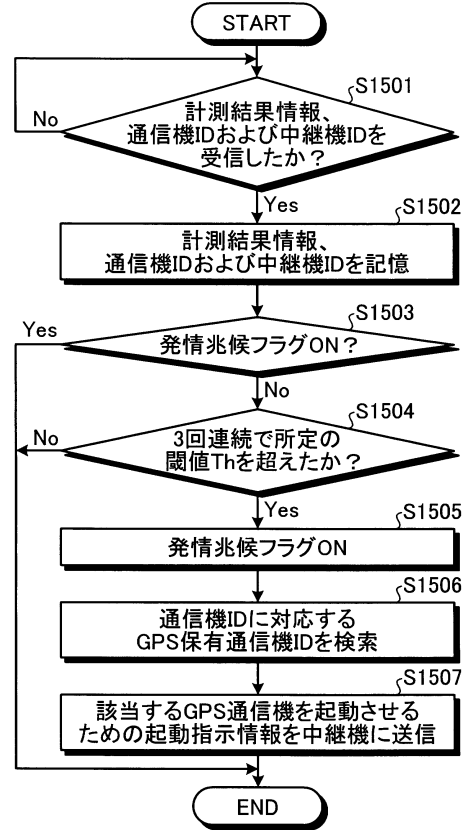 START
S1501
計測結果情報、
通信機IDおよび中継機IDを
受信したか？
No
Yes
S1502
計測結果情報、
通信機IDおよび中継機IDを記憶
S1503
Yes
発情兆候フラグON？
No
S1504
No
3回連続で所定の
閾値Thを超えたか？
Yes
S1505
発情兆候フラグON
S1506
通信機IDに対応する
GPS保有通信機IDを検索
S1507
該当するGPS通信機を起動させる
ための起動指示情報を中継機に送信
END